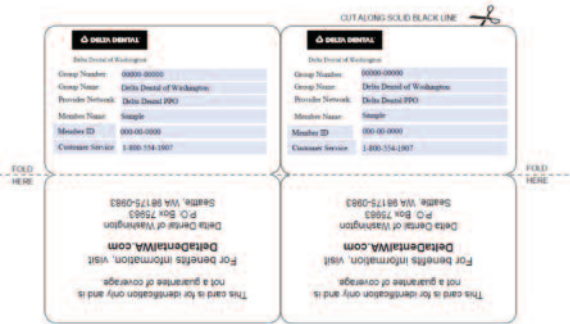 CUT ALONG SOLID BLACK LINE
DELTA DENTAL
Delta Dental of Washington
Group Number 00000-00000
Group Name Delta Dental of Washington
Provider Network Delta Dental PPO
Member Name Sample
Member ID 000-00-0000
Customer Service 1-800-554-1907
DELTA DENTAL
Delta Dental of Washington
Group Number 00000-00000
Group Name Delta Dental of Washington
Provider Network Delta Dental PPO
Member Name Sample
Member ID 000-00-0000
Customer Service 1-800-554-1907
FOLD
HERE
FOLD
HERE
This card is for identification only and is
not a guarantee of coverage
For benefits information, visit
DeltaDentalWA.com
Delta Dental of Washington
P.O. Box 75983
Seattle, WA 98175-0983
This card is for identification only and is
not a guarantee of coverage
For benefits information, visit
DeltaDentalWA.com
Delta Dental of Washington
P.O. Box 75983
Seattle, WA 98175-0983